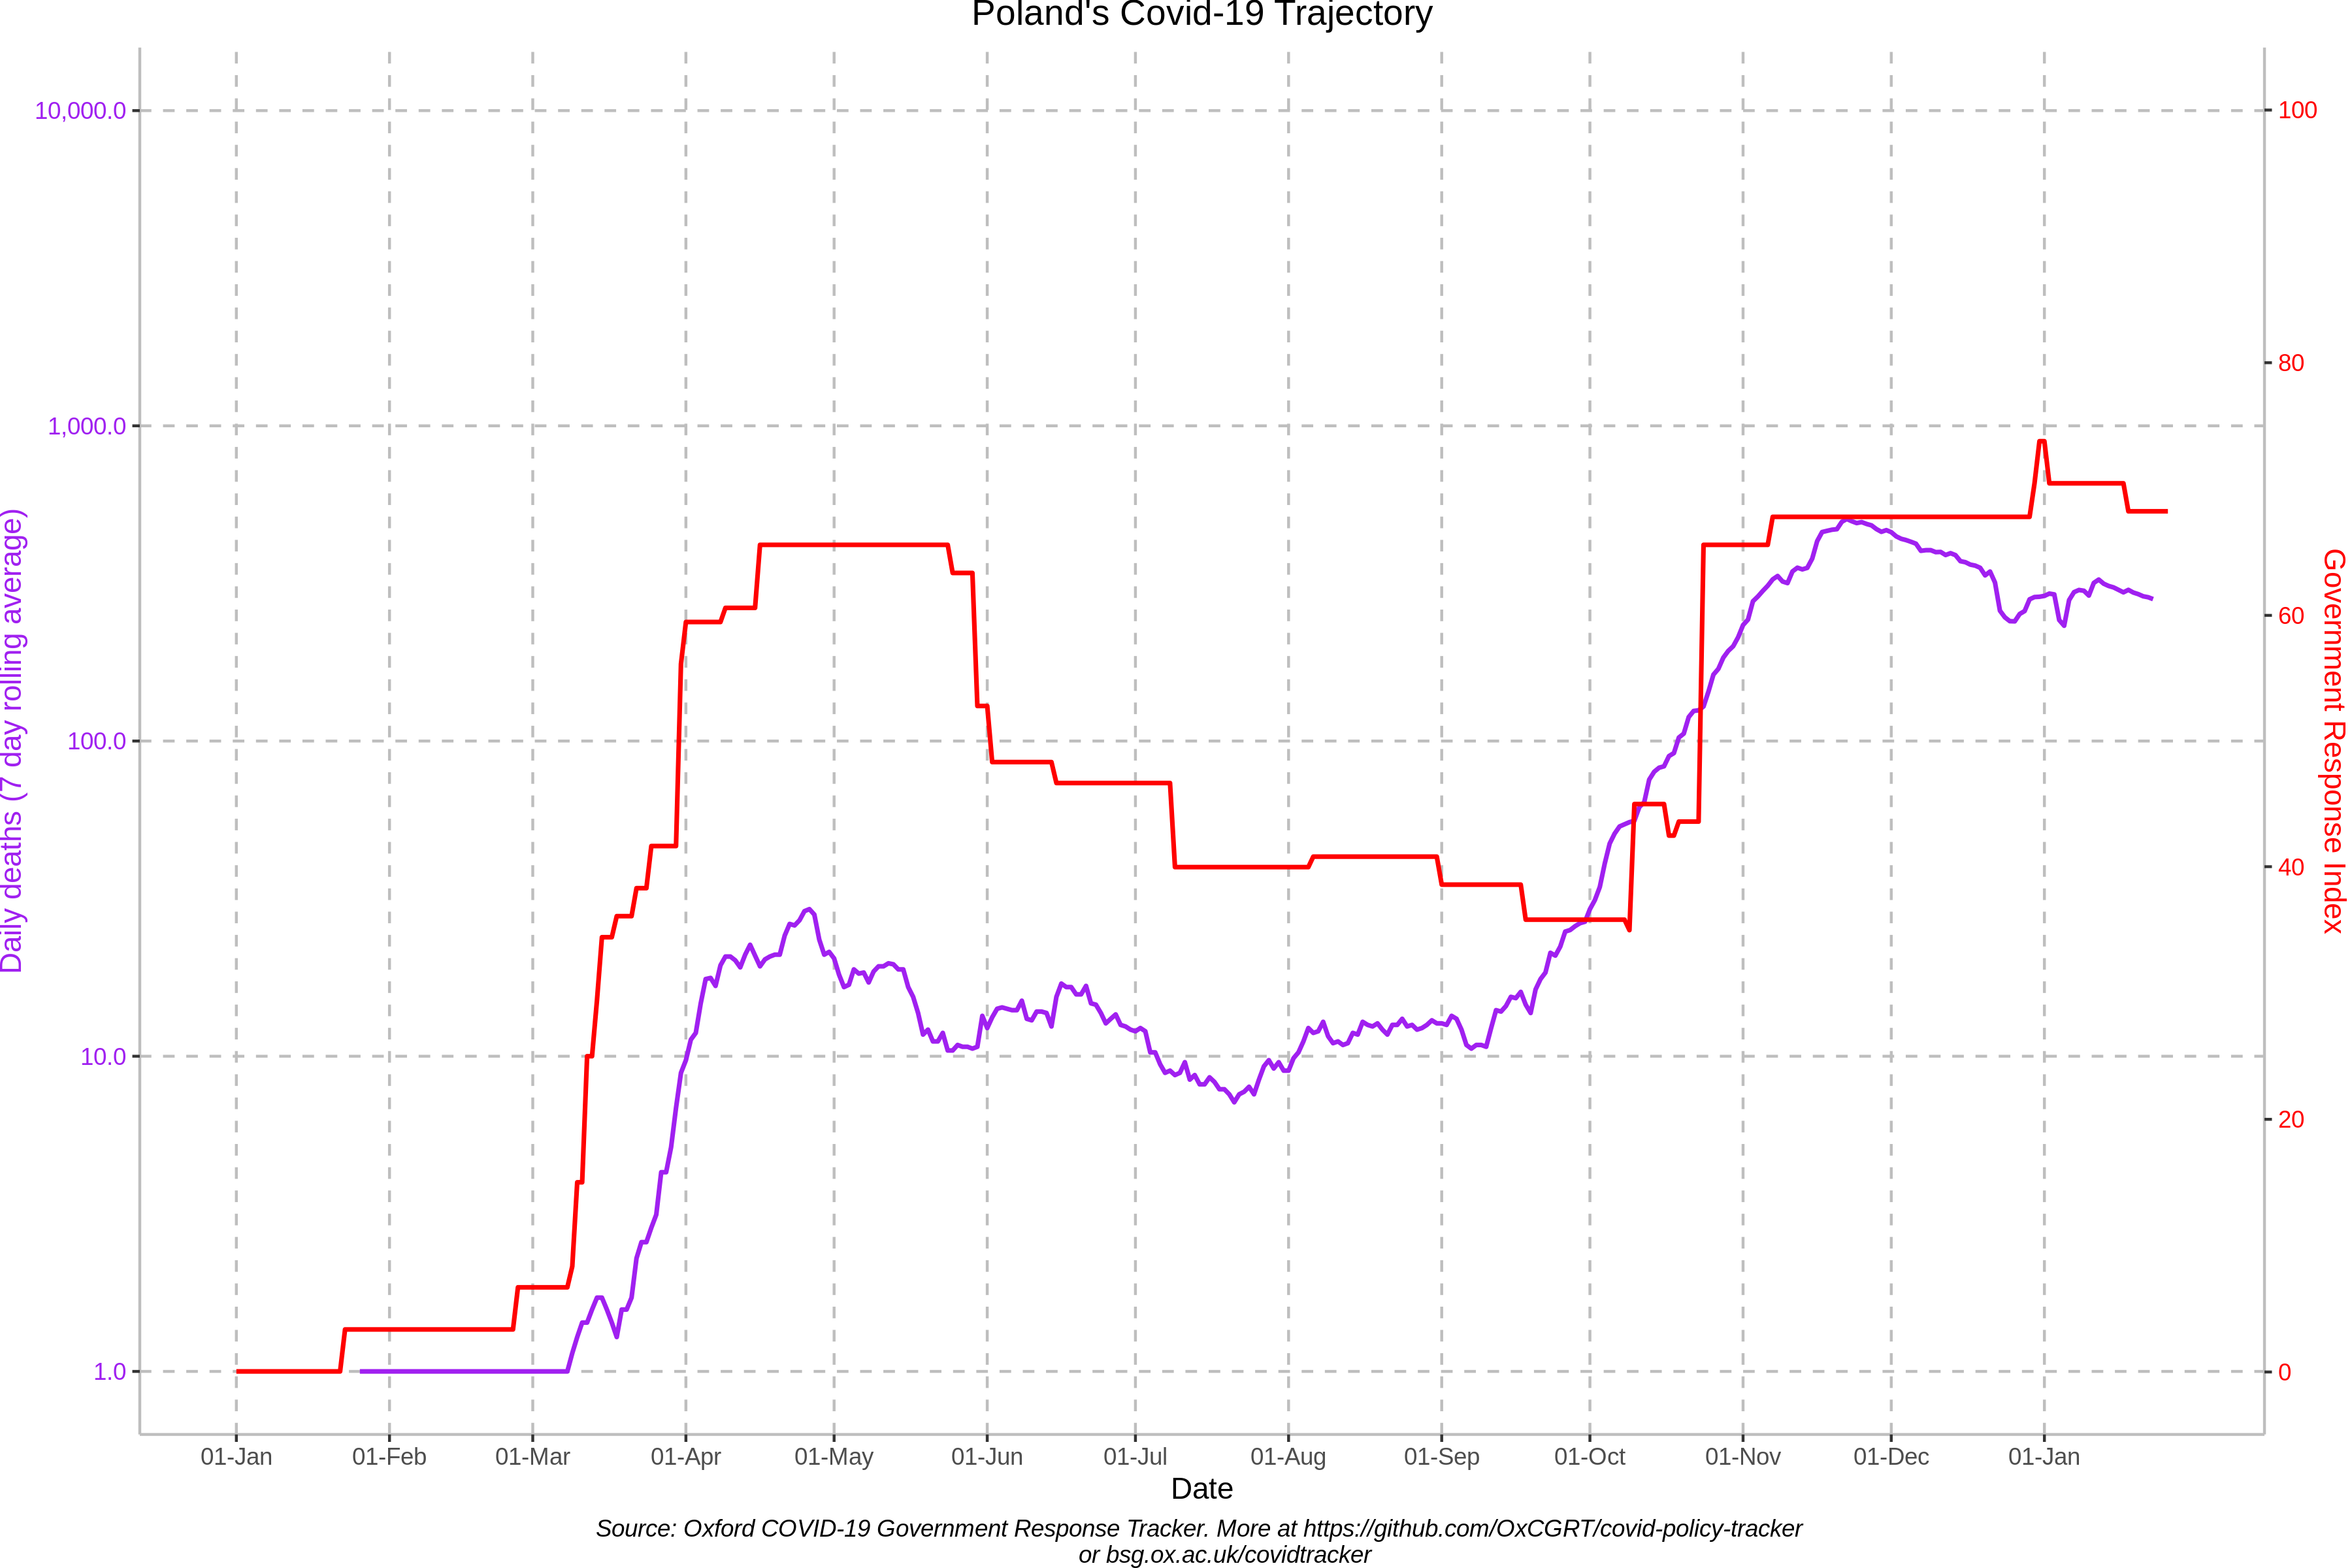 Poland's Covid-19 Trajectory
10,000.0
1,000.0
100.0
10.0
1.0
Daily deaths (7 day rolling average)
100
80
60
40
20
0
Government Response Index
01-Jan 01-Feb 01-Mar 01-Apr 01-May 01-Jun 01-Jul 01-Aug 01-Sep 01-Oct 01-Nov 01-Dec 01-Jan
Date
Source: Oxford COVID-19 Government Response Tracker. More at https://github.com/OxCGRT/covid-policy-tracker
or bsg.ox.ac.uk/covidtracker